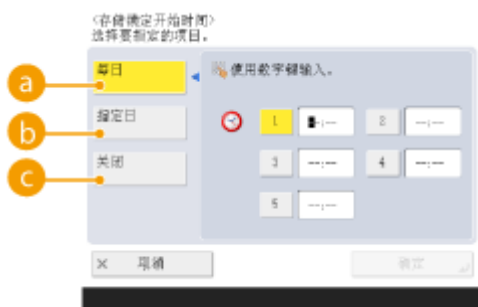 <存储锁定开始时间>
选择要指定的项目。
a
每日
使用数字键输入。
b
指定日
1
--:--
2
--:--
c
关闭
3
--:--
4
--:--
5
--:--
× 取消
确定